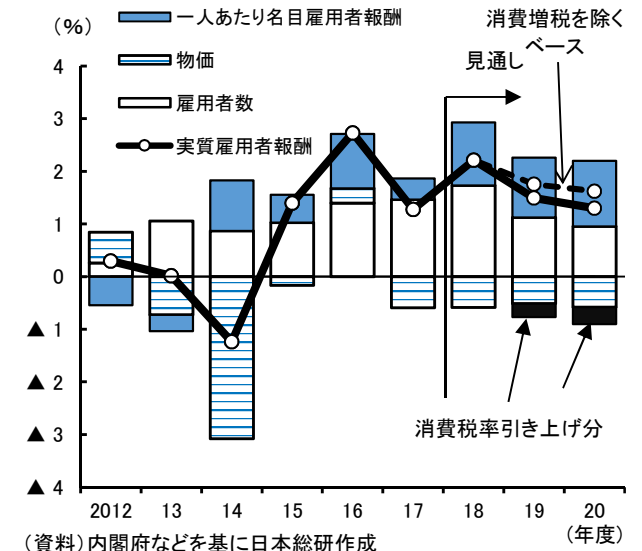 (%)
一人あたり名目雇用者報酬
物価
雇用者数
実質雇用者報酬
消費増税を除く
ベース
見通し
4
3
2
1
0
▲ 1
▲ 2
▲ 3
▲ 4
消費税率引き上げ分
2012 13 14 15 16 17 18 19 20
(年度)
(資料)内閣府などを基に日本総研作成